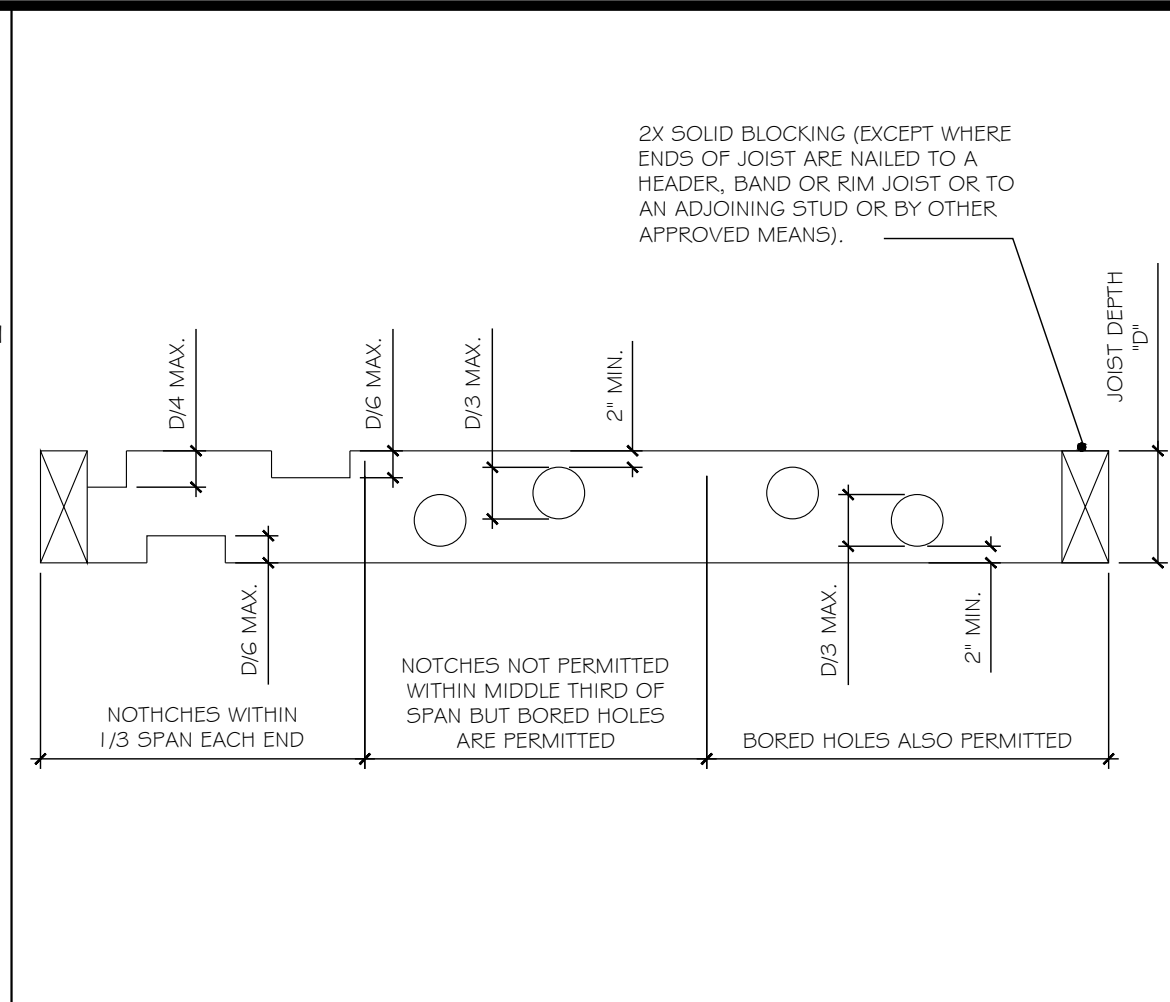 2X SOLID BLOCKING (EXCEPT WHERE
ENDS OF JOIST ARE NAILED TO A
HEADER, BAND OR RIM JOIST OR TO
AN ADJOINING STUD OR BY OTHER
APPROVED MEANS).
JOIST DEPTH
"D"
D/4 MAX.
D/6 MAX.
D/3 MAX.
2" MIN.
D/6 MAX.
D/3 MAX.
2" MIN.
NOTHCHES WITHIN
1/3 SPAN EACH END
NOTCHES NOT PERMITTED
WITHIN MIDDLE THIRD OF
SPAN BUT BORED HOLES
ARE PERMITTED
BORED HOLES ALSO PERMITTED